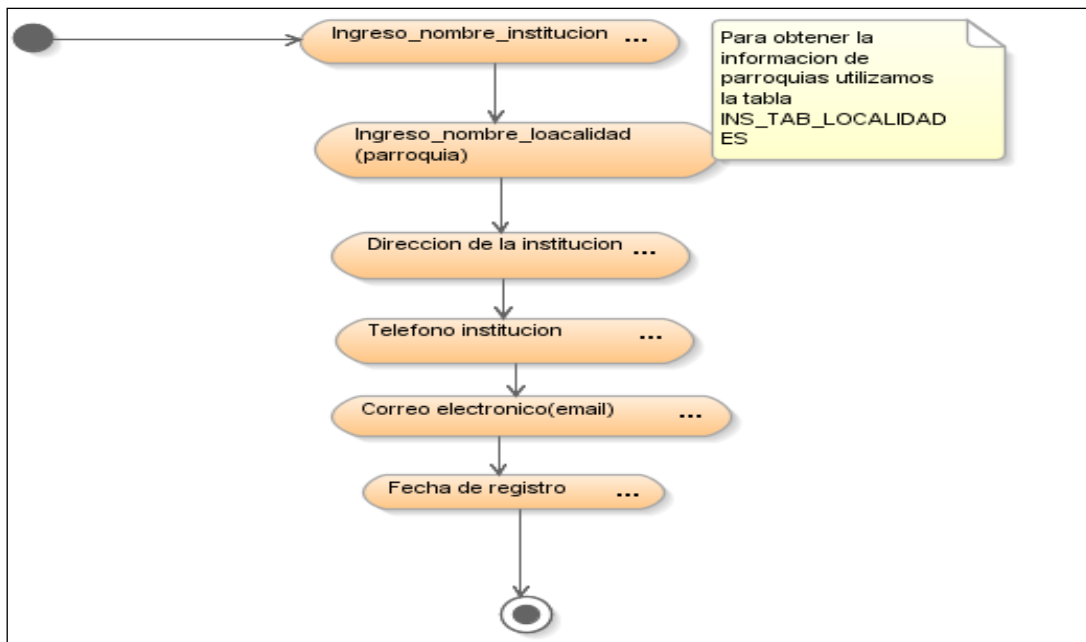 Ingreso_nombre_institucion ...
Para obtener la
informacion de
parroquias utilizamos
la tabla
INS_TAB_LOCALIDAD
ES
Ingreso_nombre_loacalidad
(parroquia)
Direccion de la institucion ...
Telefono institucion ...
Correo electronico(email) ...
Fecha de registro ...